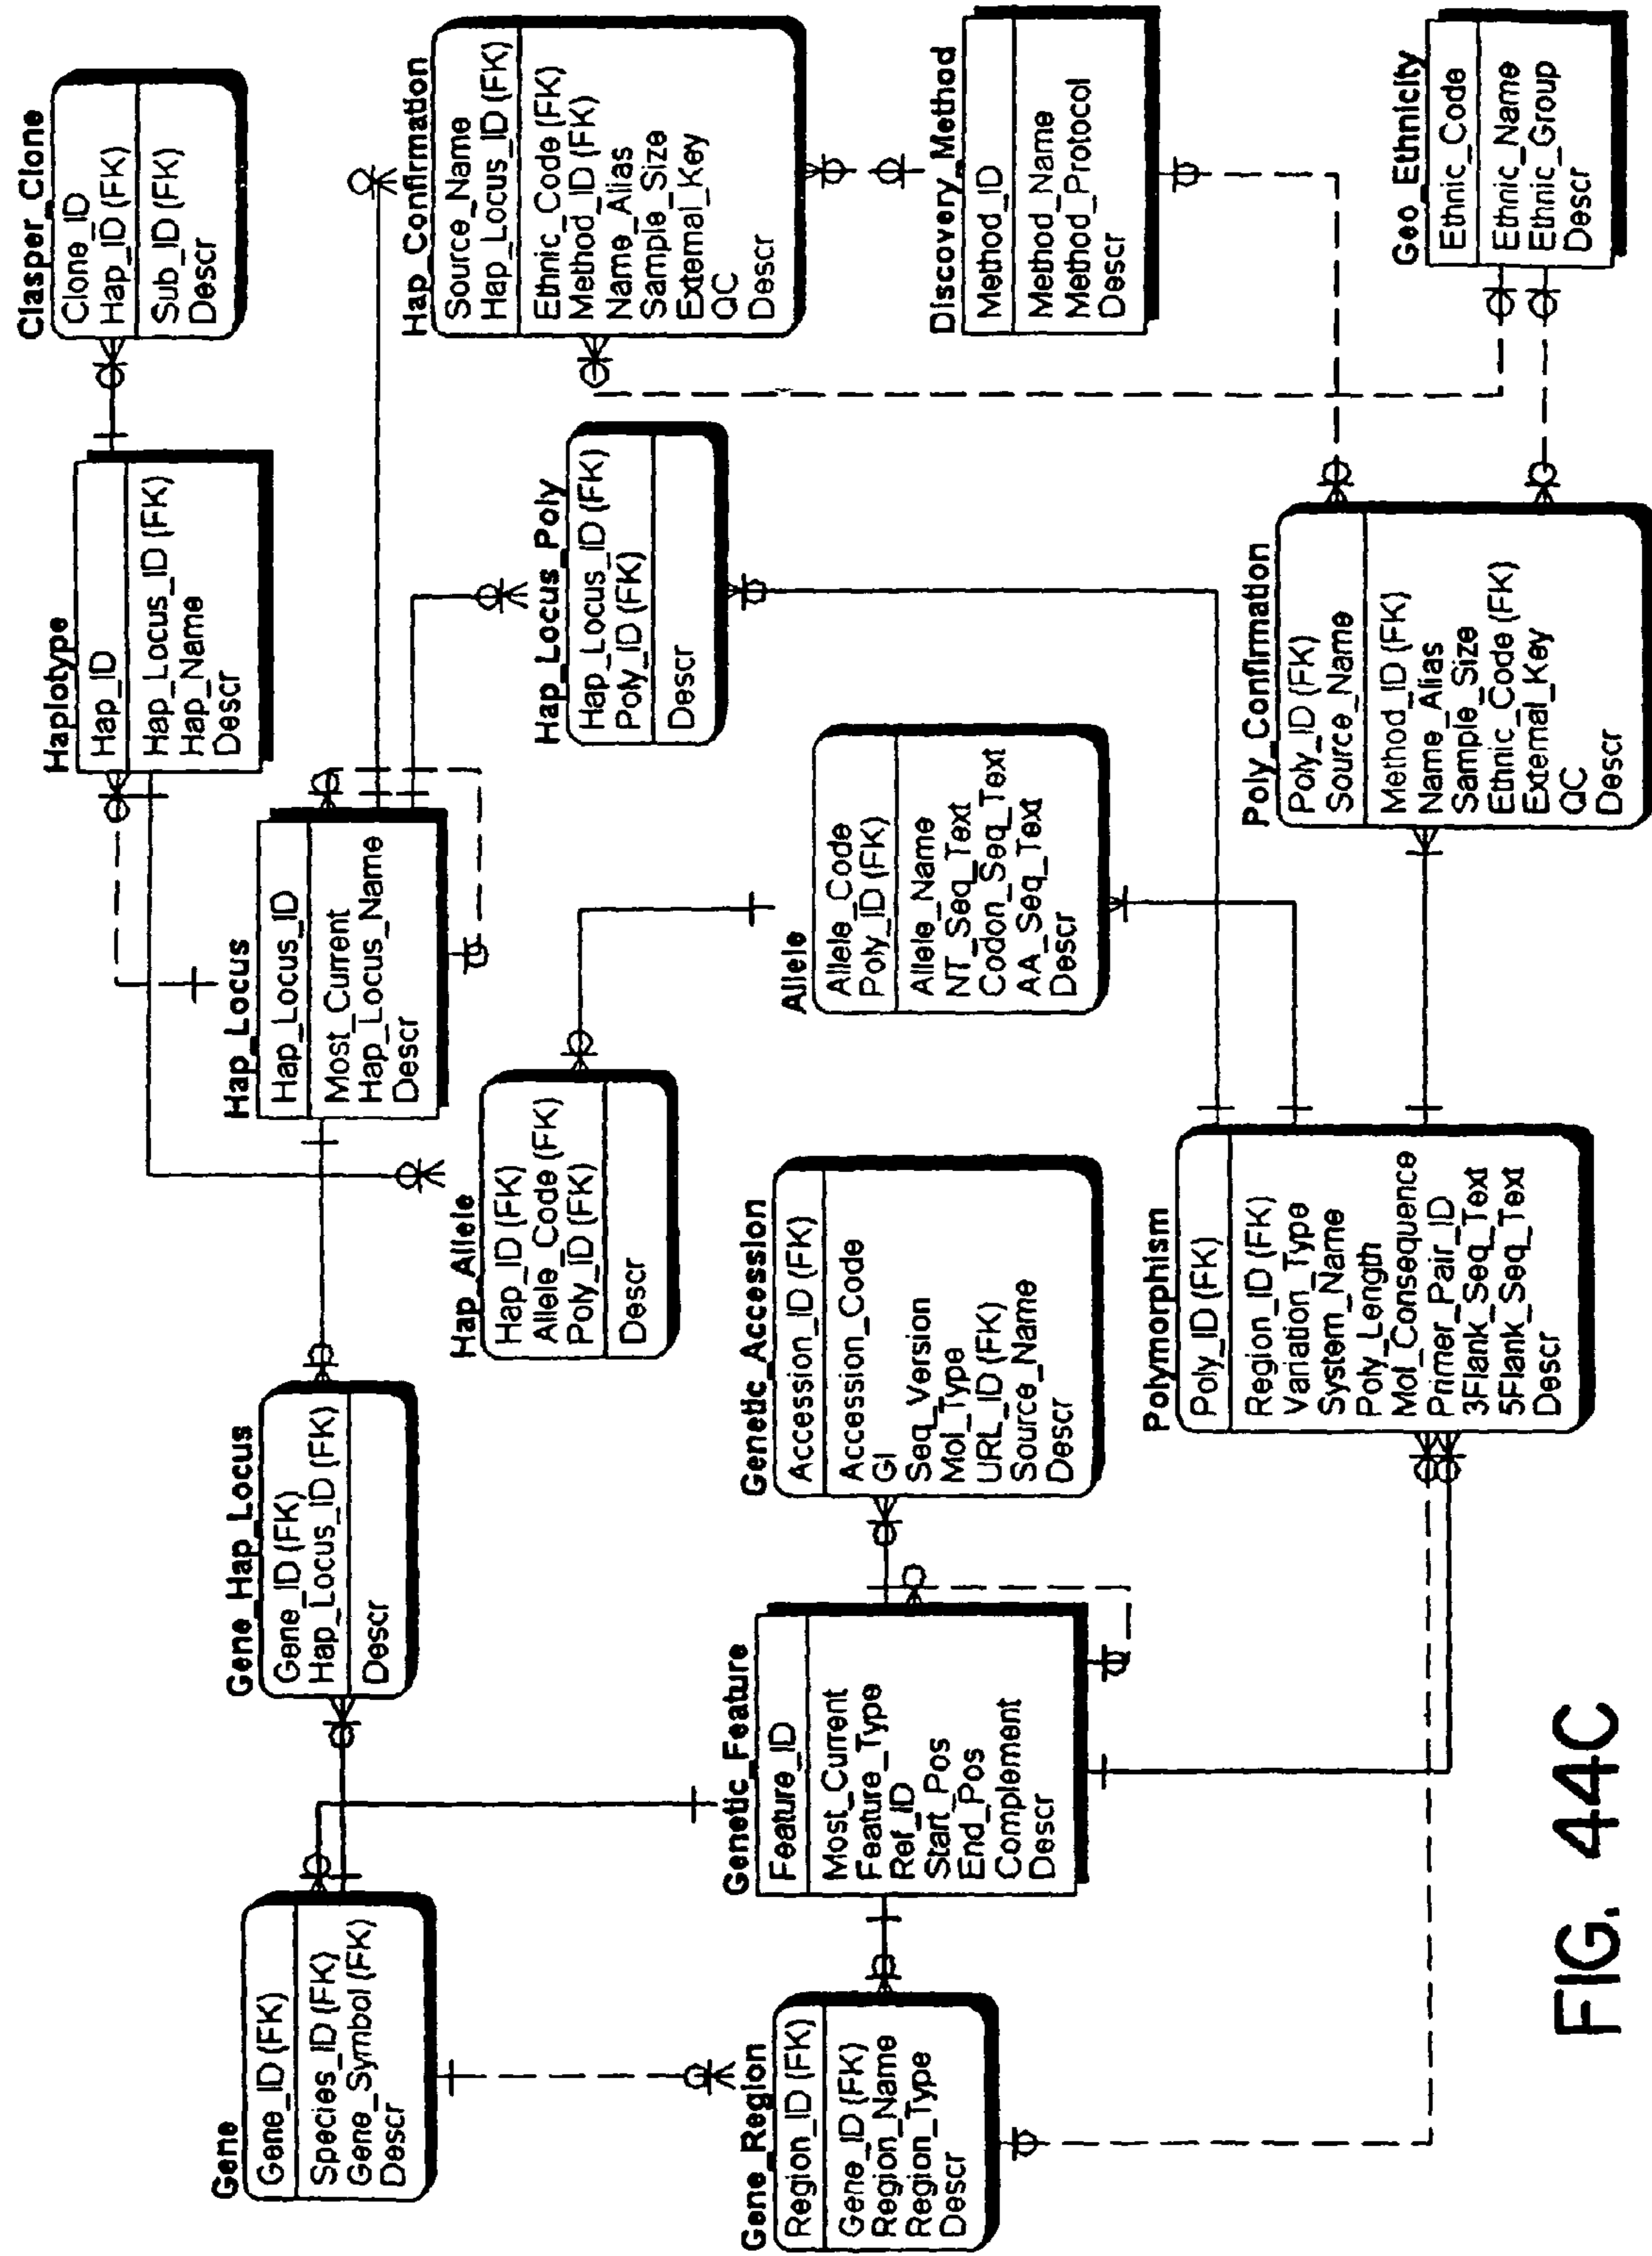 Gene
Gene_ID (FK)
Species_ID (FK)
Gene_Symbol (FK)
Descr
Gene_Hap_Locus
Gene_ID (FK)
Hap_Locus_ID (FK)
Descr
Hap_Locus
Hap_Locus_ID
Most_Current
Hap_Locus_Name
Descr
Haplotype
Hap_ID
Hap_Locus_ID (FK)
Hap_Name
Descr
Clasper_Clone
Clone_ID
Hap_ID (FK)
Sub_ID (FK)
Descr
Hap_Confirmation
Source_Name
Hap_Locus_ID (FK)
Ethnic_Code (FK)
Method_ID (FK)
Name_Alias
Sample_Size
External_Key
QC
Descr
Hap_Allele
Hap_ID (FK)
Allele_Code (FK)
Poly_ID (FK)
Descr
Hap_Locus_Poly
Hap_Locus_ID (FK)
Poly_ID (FK)
Descr
Gene_Region
Region_ID (FK)
Gene_ID (FK)
Region_Name
Region_Type
Descr
Genetic_Feature
Feature_ID
Most_Current
Feature_Type
Ref_ID
Start_Pos
End_Pos
Complement
Descr
Genetic_Accession
Accession_ID (FK)
Accession_Code
GI
Seq_Version
Mol_Type
URL_ID (FK)
Source_Name
Descr
Allele
Allele_Code
Poly_ID (FK)
Allele_Name
NT_Seq_Text
Codon_Seq_Text
AA_Seq_Text
Descr
Discovery_Method
Method_ID
Method_Name
Method_Protocol
Descr
Polymorphism
Poly_ID (FK)
Region_ID (FK)
Variation_Type
System_Name
Poly_Length
Mol_Consequence
Primer_Pair_ID
3Flank_Seq_Text
5Flank_Seq_Text
Descr
Poly_Confirmation
Poly_ID (FK)
Source_Name
Method_ID (FK)
Name_Alias
Sample_Size
Ethnic_Code (FK)
External_Key
QC
Descr
Geo_Ethnicity
Ethnic_Code
Ethnic_Name
Ethnic_Group
Descr
FIG. 44C